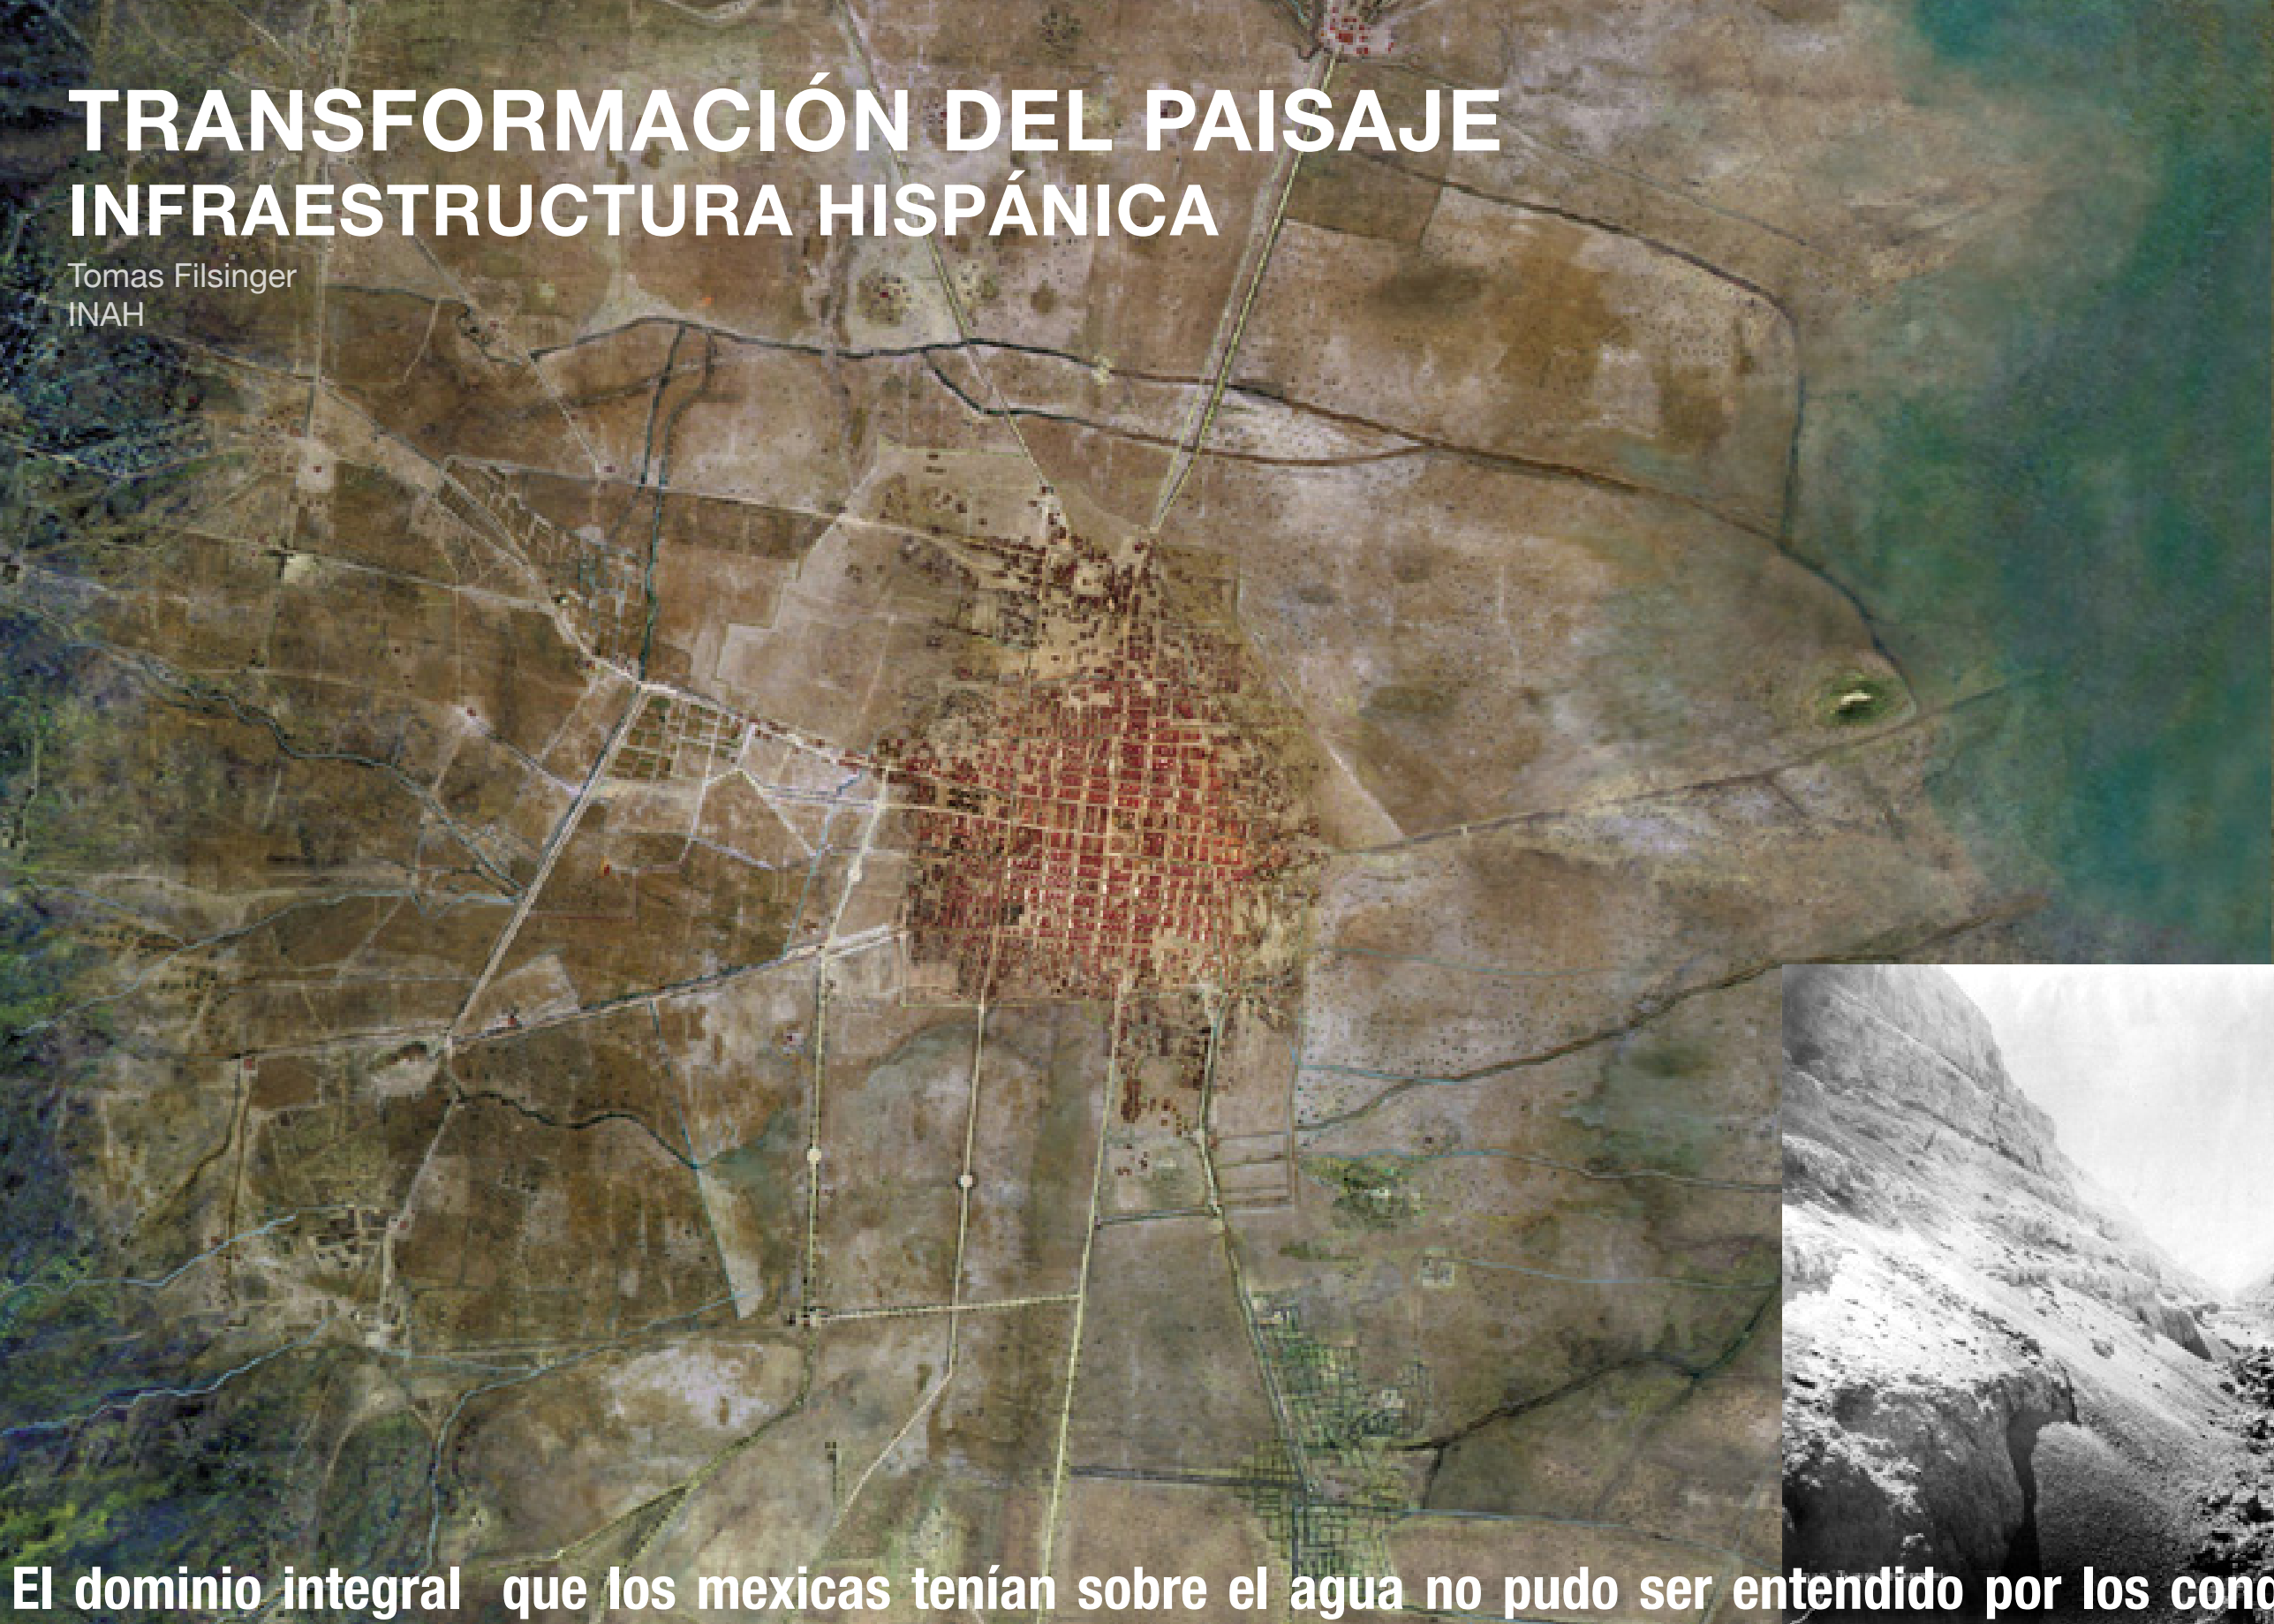 TRANSFORMACIÓN DEL PAISAJE
INFRAESTRUCTURA HISPÁNICA
Tomas Filsinger
INAH
El dominio integral que los mexicas tenían sobre el agua no pudo ser entendido por los